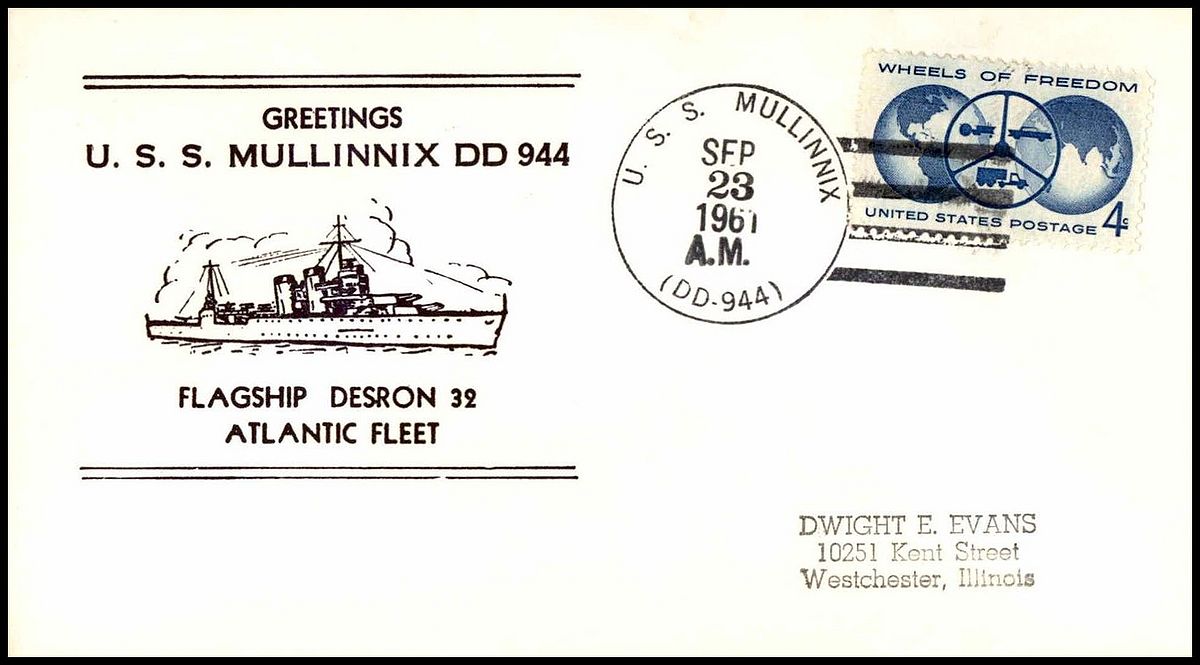 GREETINGS
U. S. S. MULLINNIX DD 944
FLAGSHIP DESRON 32
ATLANTIC FLEET
U. S. S. MULLINNIX
SEP
23
1961
A.M.
(DD-944)
WHEELS OF FREEDOM
UNITED STATES POSTAGE 4c
DWIGHT E. EVANS
10251 Kent Street
Westchester, Illinois